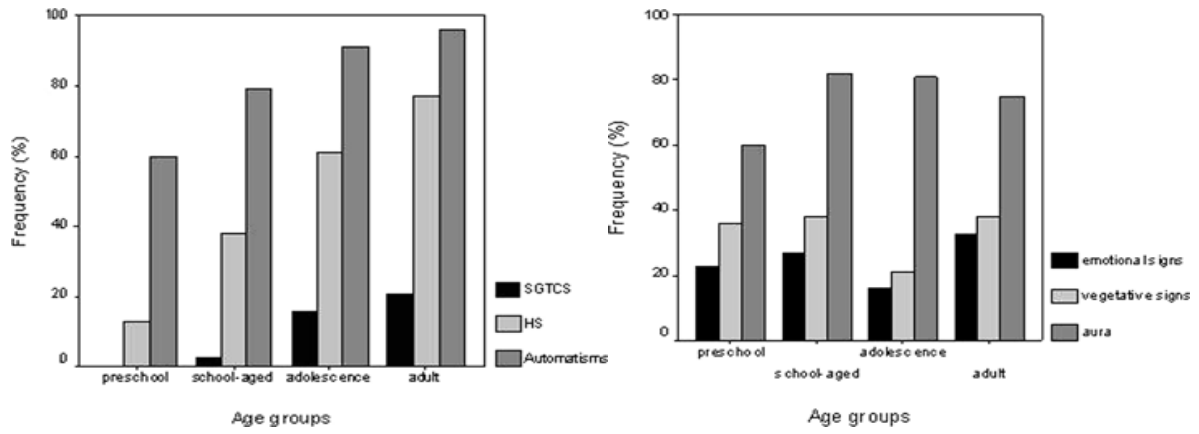 100
80
60
40
20
0
Frequency (%)
preschool
school-aged
adolescence
adult
Age groups
SGTCS
HS
Automatisms
100
80
60
40
20
0
Frequency (%)
preschool
school-aged
adolescence
adult
Age groups
emotional signs
vegetative signs
aura